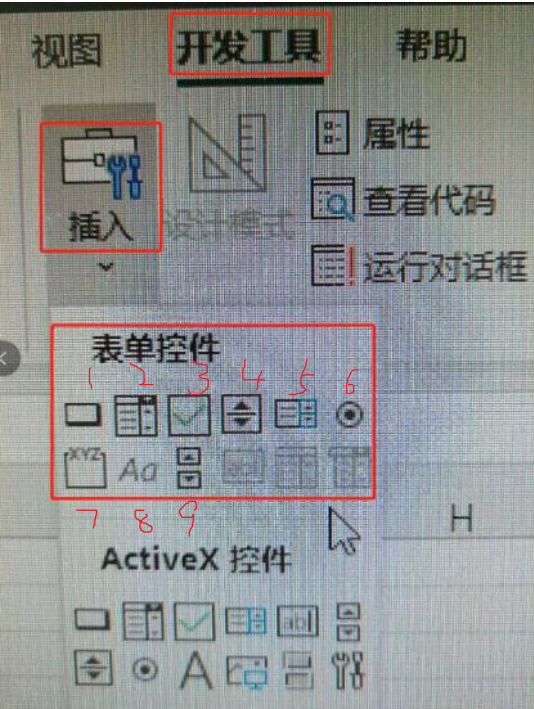 视图 开发工具 帮助
属性
插入 设计模式 查看代码
运行对话框
表单控件
1 2 3 4 5 6
XYZ Aa abl
7 8 9
H
ActiveX 控件
abl
A